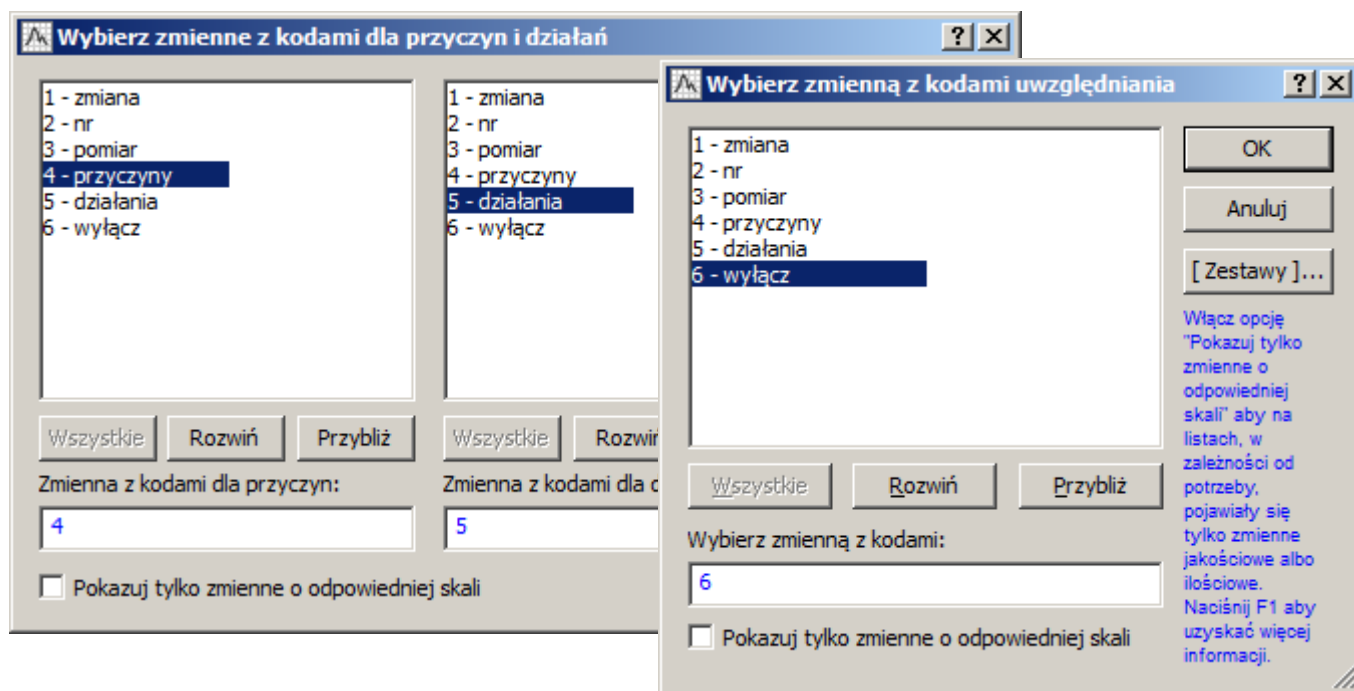 Wybierz zmienne z kodami dla przyczyn i działań
1 - zmiana
2 - nr
3 - pomiar
4 - przyczyny
5 - działania
6 - wyłącz
Wszystkie Rozwiń Przybliż
Zmienna z kodami dla przyczyn:
4
1 - zmiana
2 - nr
3 - pomiar
4 - przyczyny
5 - działania
6 - wyłącz
Wszystkie
Zmienna z kodami dla
5
Pokazuj tylko zmienne o odpowiedniej skali
Wybierz zmienną z kodami uwzględniania
1 - zmiana
2 - nr
3 - pomiar
4 - przyczyny
5 - działania
6 - wyłącz
Wszystkie Rozwiń Przybliż
Wybierz zmienną z kodami:
6
Pokazuj tylko zmienne o odpowiedniej skali
OK
Anuluj
[ Zestawy ]...
Włącz opcję
"Pokazuj tylko
zmienne o
odpowiedniej
skali" aby na
listach, w
zależności od
potrzeby,
pojawiały się
tylko zmienne
jakościowe albo
ilościowe.
Naciśnij F1 aby
uzyskać więcej
informacji.